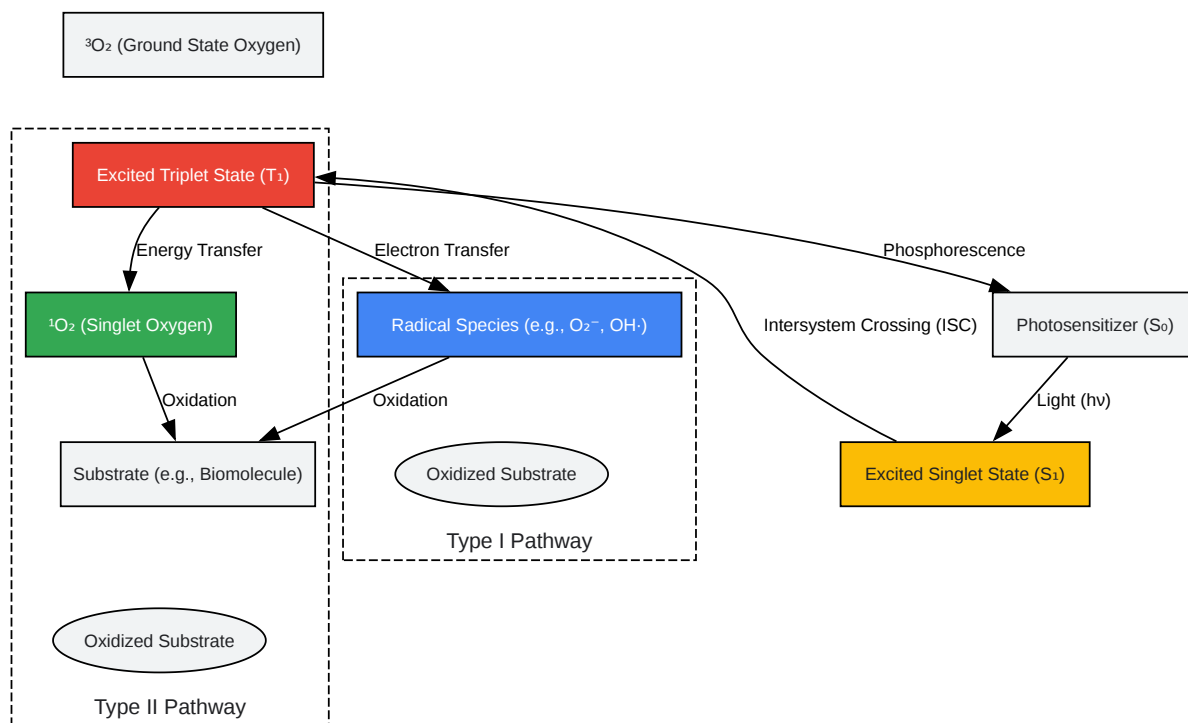 ³O₂ (Ground State Oxygen)
Excited Triplet State (T₁)
Energy Transfer
Electron Transfer
Phosphorescence
¹O₂ (Singlet Oxygen)
Radical Species (e.g., O₂⁻, OH·)
Intersystem Crossing (ISC)
Photosensitizer (S₀)
Oxidation
Oxidation
Light (hν)
Substrate (e.g., Biomolecule)
Oxidized Substrate
Excited Singlet State (S₁)
Type I Pathway
Oxidized Substrate
Type II Pathway